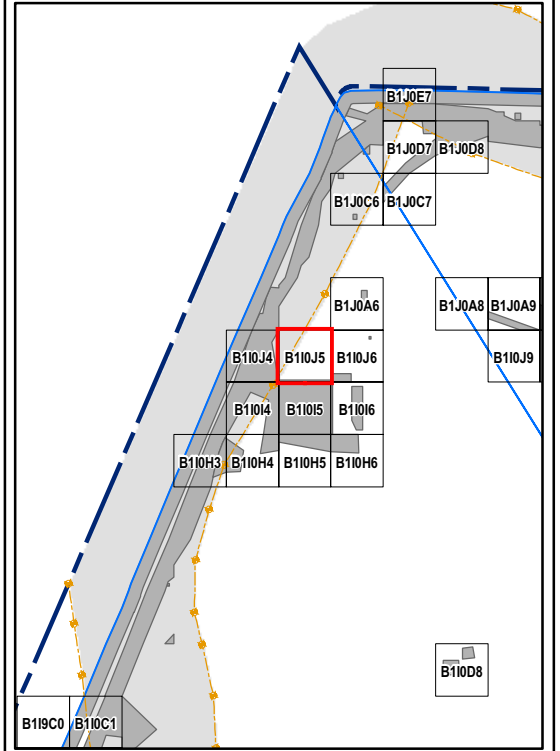 B1J0E7
B1J0D7 B1J0D8
B1J0C6 B1J0C7
B1J0A6 B1J0A8 B1J0A9
B1I0J4 B1I0J5 B1I0J6 B1I0J9
B1I0I4 B1I0I5 B1I0I6
B1I0H3 B1I0H4 B1I0H5 B1I0H6
B1I0D8
B1I9C0 B1I0C1